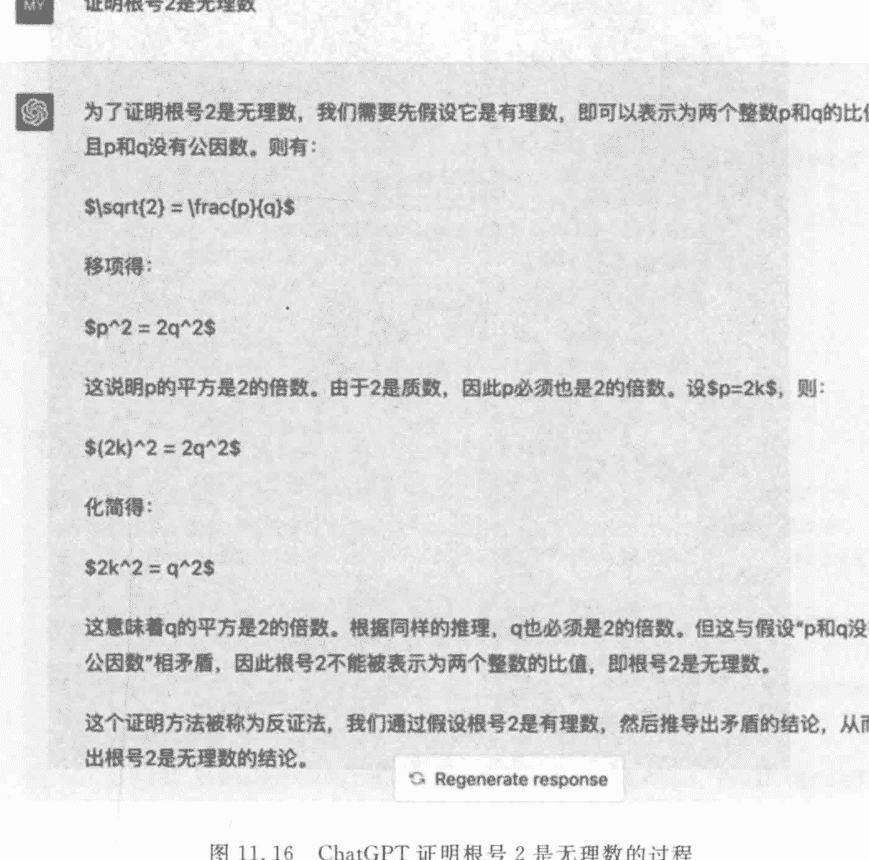 MY
证明根号2是无理数
为了证明根号2是无理数，我们需要先假设它是有理数，即可以表示为两个整数p和q的比
且p和q没有公因数。则有：
$\sqrt{2} = \frac{p}{q}$
移项得：
$p^2 = 2q^2$
这说明p的平方是2的倍数。由于2是质数，因此p必须也是2的倍数。设$p=2k$，则：
$(2k)^2 = 2q^2$
化简得：
$2k^2 = q^2$
这意味着q的平方是2的倍数。根据同样的推理，q也必须是2的倍数。但这与假设“p和q没
公因数”相矛盾，因此根号2不能被表示为两个整数的比值，即根号2是无理数。
这个证明方法被称为反证法，我们通过假设根号2是有理数，然后推导出矛盾的结论，从
出根号2是无理数的结论。
Regenerate response
图 11.16 ChatGPT 证明根号 2 是无理数的过程